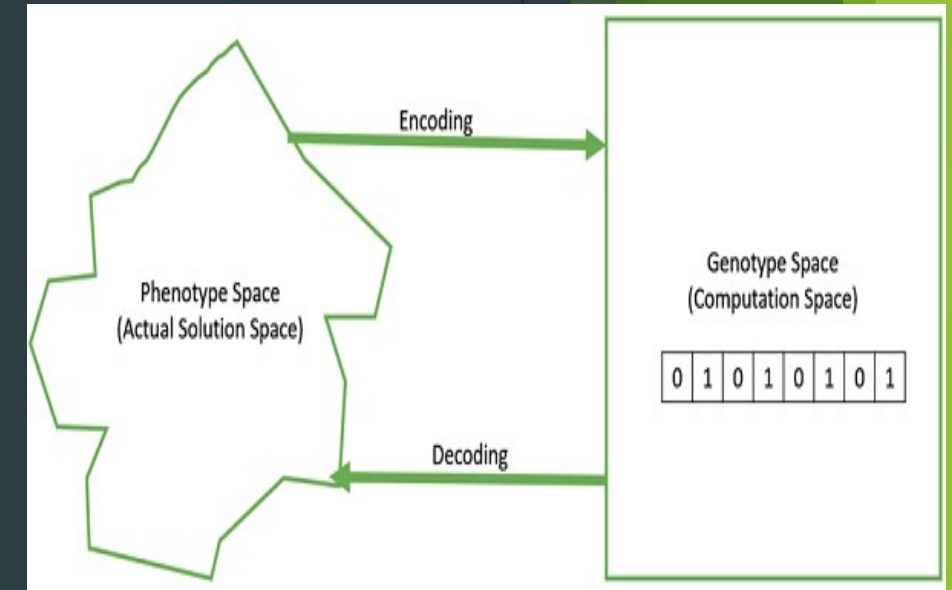 Encoding
Phenotype Space
(Actual Solution Space)
Genotype Space
(Computation Space)
0 1 0 1 0 1 0 1
Decoding